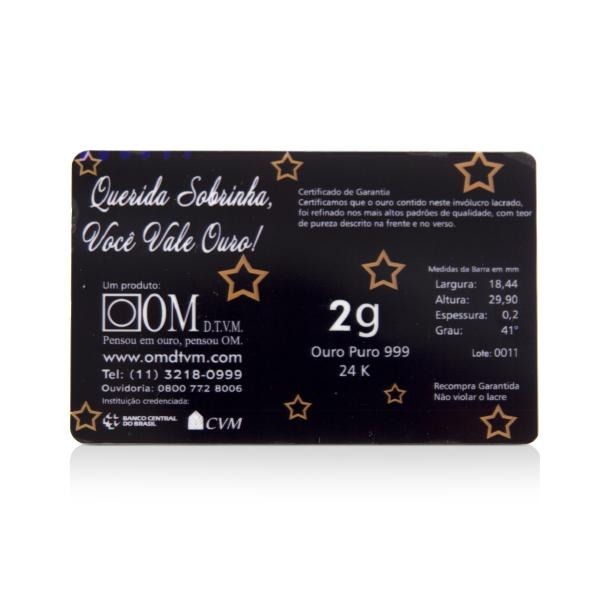 Querida Sobrinha,
Você Vale Ouro!
Certificado de Garantia
Certificamos que o ouro contido neste invólucro lacrado,
foi refinado nos mais altos padrões de qualidade, com teor
de pureza descrito na frente e no verso.
Um produto:
OM D.T.V.M.
Pensou em ouro, pensou OM.
www.omdtvm.com
Tel: (11) 3218-0999
Ouvidoria: 0800 772 8006
Instituição credenciada:
BANCO CENTRAL
DO BRASIL
CVM
2g
Ouro Puro 999
24 K
Medidas da Barra em mm
Largura: 18,44
Altura: 29,90
Espessura: 0,2
Grau: 41°
Lote: 0011
Recompra Garantida
Não violar o lacre